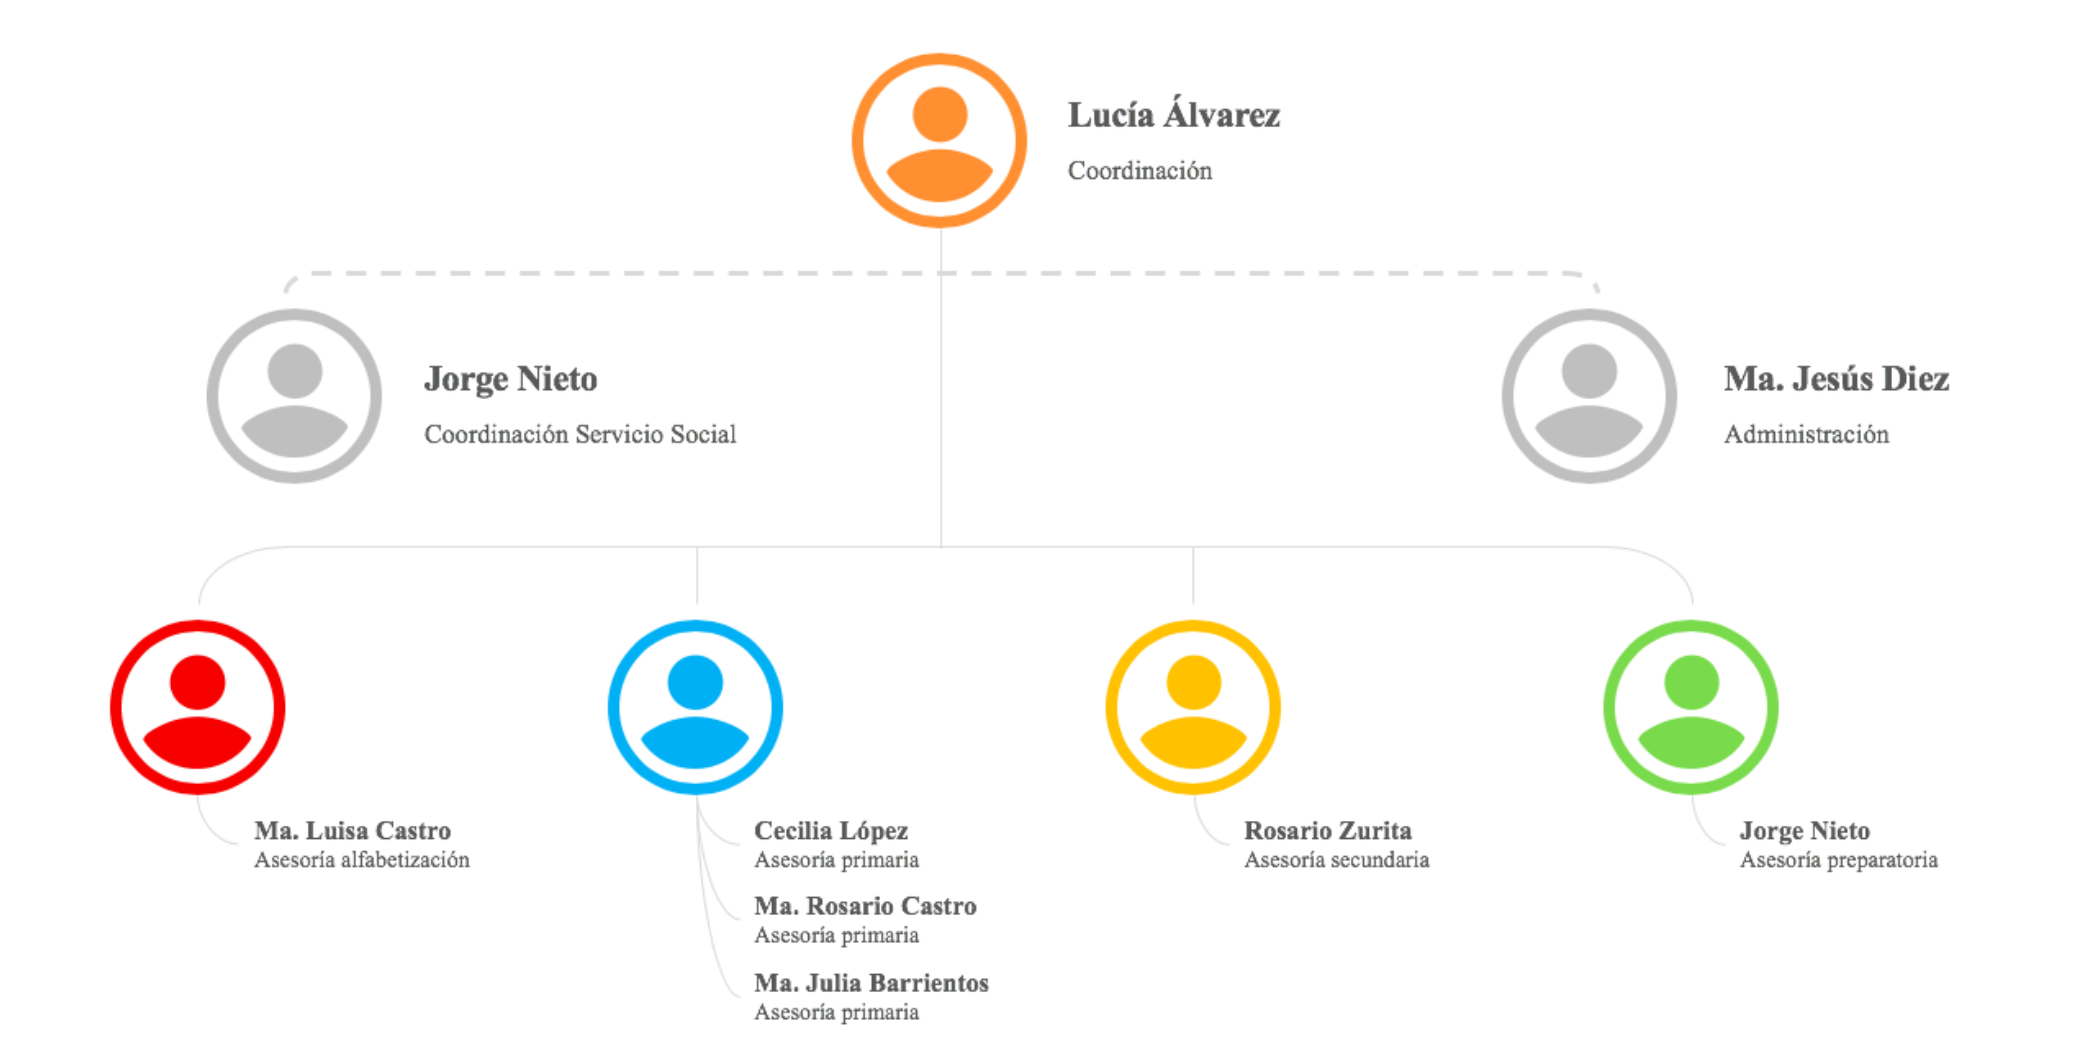 Lucía Álvarez
Coordinación
Jorge Nieto
Coordinación Servicio Social
Ma. Jesús Diez
Administración
Ma. Luisa Castro
Asesoría alfabetización
Cecilia López
Asesoría primaria
Ma. Rosario Castro
Asesoría primaria
Ma. Julia Barrientos
Asesoría primaria
Rosario Zurita
Asesoría secundaria
Jorge Nieto
Asesoría preparatoria